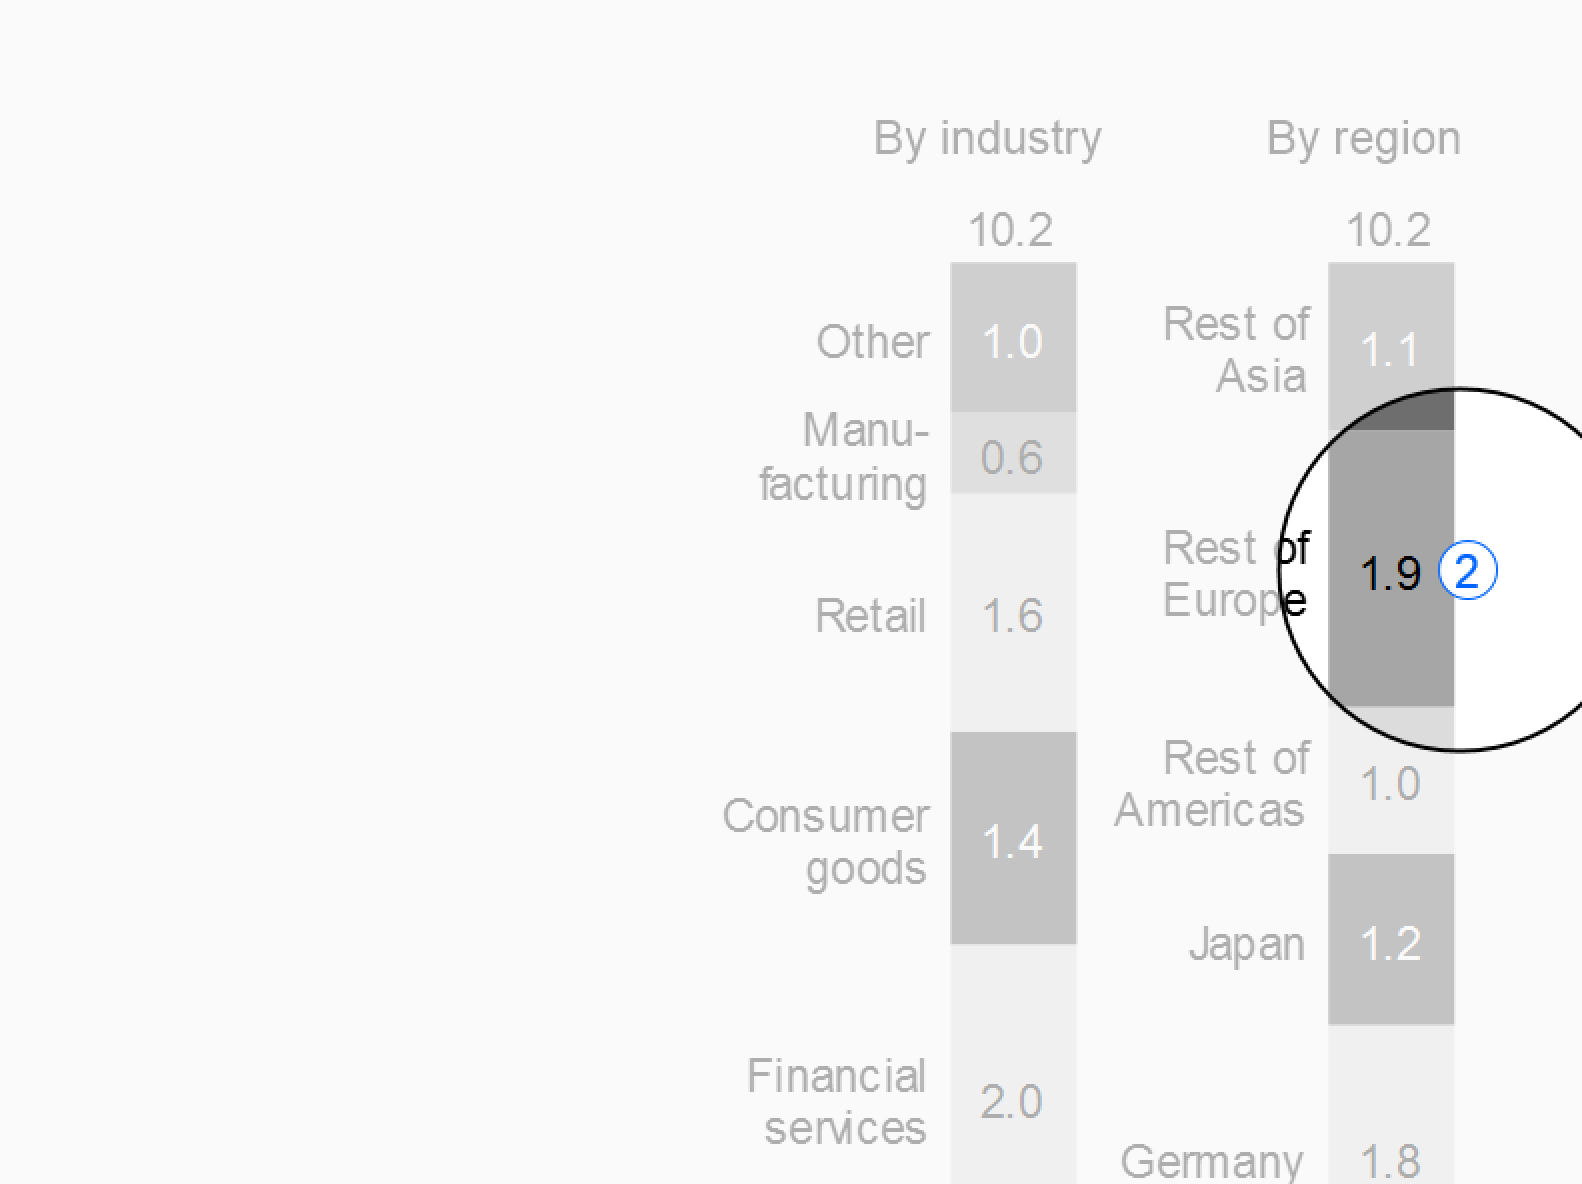 By industry
By region
10.2
10.2
Other
1.0
Rest of
Asia
1.1
Manu-
facturing
0.6
Rest of
Europe
1.9
2
Retail
1.6
Rest of
Americas
1.0
Consumer
goods
1.4
Japan
1.2
Financial
services
2.0
Germany
1.8